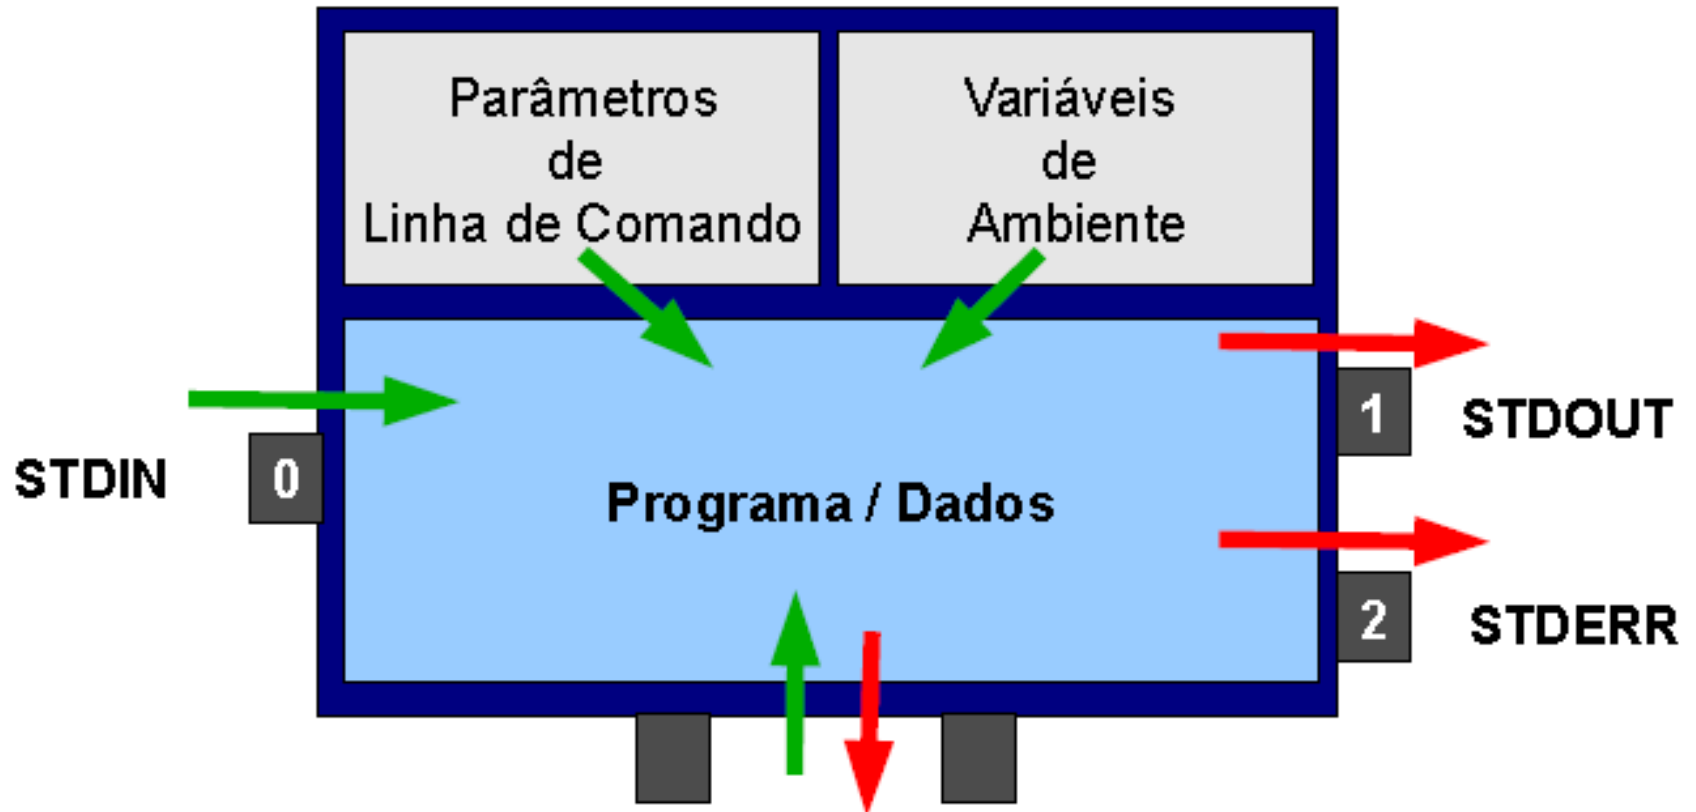 Parâmetros
de
Linha de Comando
Variáveis
de
Ambiente
STDIN
0
Programa / Dados
1
STDOUT
2
STDERR